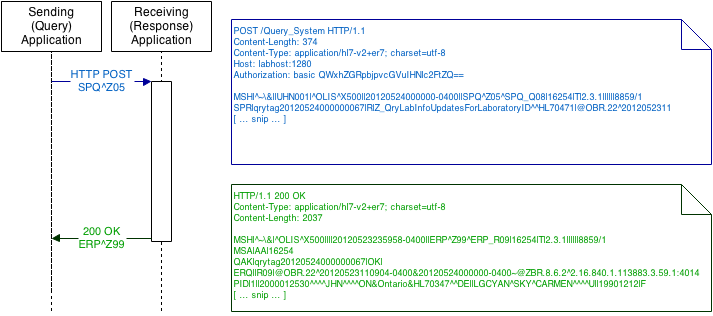 Sending
(Query)
Application
Receiving
(Response)
Application
HTTP POST
SPQ^Z05
200 OK
ERP^Z99
POST /Query_System HTTP/1.1
Content-Length: 374
Content-Type: application/hl7-v2+er7; charset=utf-8
Host: labhost:1280
Authorization: basic QWxhZGRpbjpvcGVuIHNlc2FtZQ==
MSH|^~\&||UHN001|^OLIS^X500||20120524000000-0400||SPQ^Z05^SPQ_Q08|16254|T|2.3.1||||||8859/1
SPR|qrytag20120524000000067|R|Z_QryLabInfoUpdatesForLaboratoryID^^HL70471|@OBR.22^2012052311
[ ... snip ... ]
HTTP/1.1 200 OK
Content-Type: application/hl7-v2+er7; charset=utf-8
Content-Length: 2037
MSH|^~\&|^OLIS^X500||||20120523235958-0400||ERP^Z99^ERP_R09|16254|T|2.3.1||||||8859/1
MSA|AA|16254
QAK|qrytag20120524000000067|OK|
ERQ||R09|@OBR.22^20120523110904-0400&20120524000000-0400~@ZBR.8.6.2^2.16.840.1.113883.3.59.1:4014
PID|1||2000012530^^^^JHN^^^^ON&Ontario&HL70347^^DE||LGCYAN^SKY^CARMEN^^^^U||19901212|F
[ ... snip ... ]